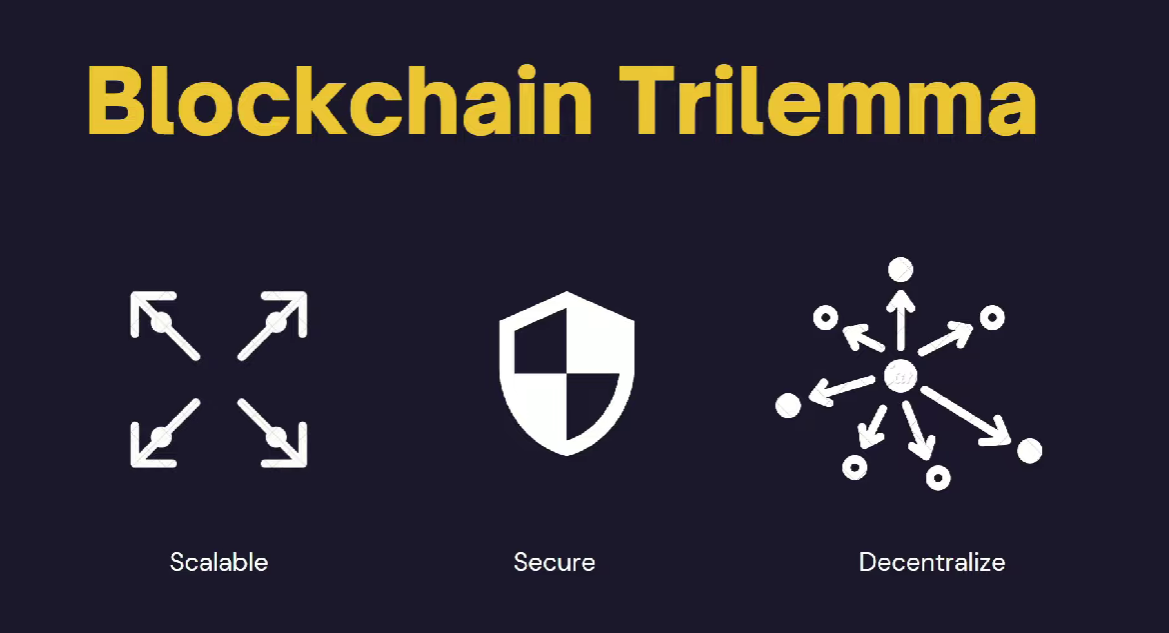 Blockchain Trilemma
Scalable
Secure
Decentralize